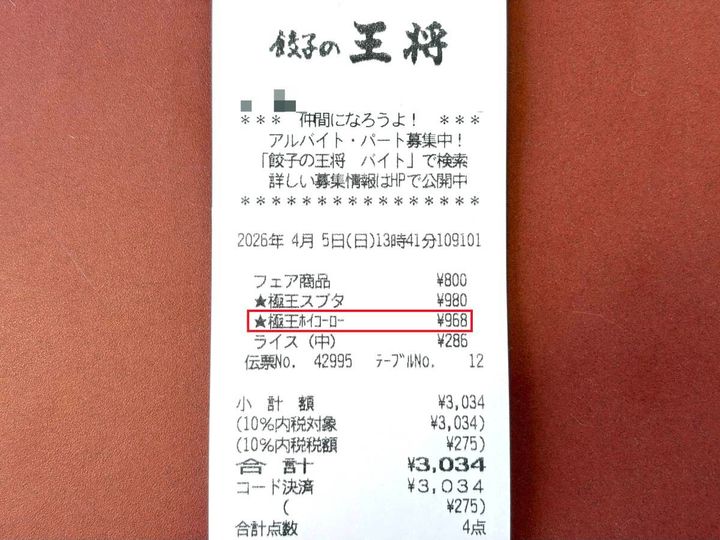 餃子の王将
＊＊＊ 仲間になろうよ！ ＊＊＊
アルバイト・パート募集中！
「餃子の王将 バイト」で検索
詳しい募集情報はHPで公開中
＊＊＊＊＊＊＊＊＊＊＊＊＊＊＊＊
2026年 4月 5日(日)13時41分109101
フェア商品 ¥800
★極王スブタ ¥980
★極王ﾎｲｺｰﾛｰ ¥968
ライス（中） ¥286
伝票No. 42995 ﾃｰﾌﾞﾙNo. 12
小 計 額 ¥3,034
(10%内税対象 ¥3,034)
(10%内税税額 ¥275)
合 計 ¥3,034
コード決済 ¥3,034
( ¥275)
合計点数 4点